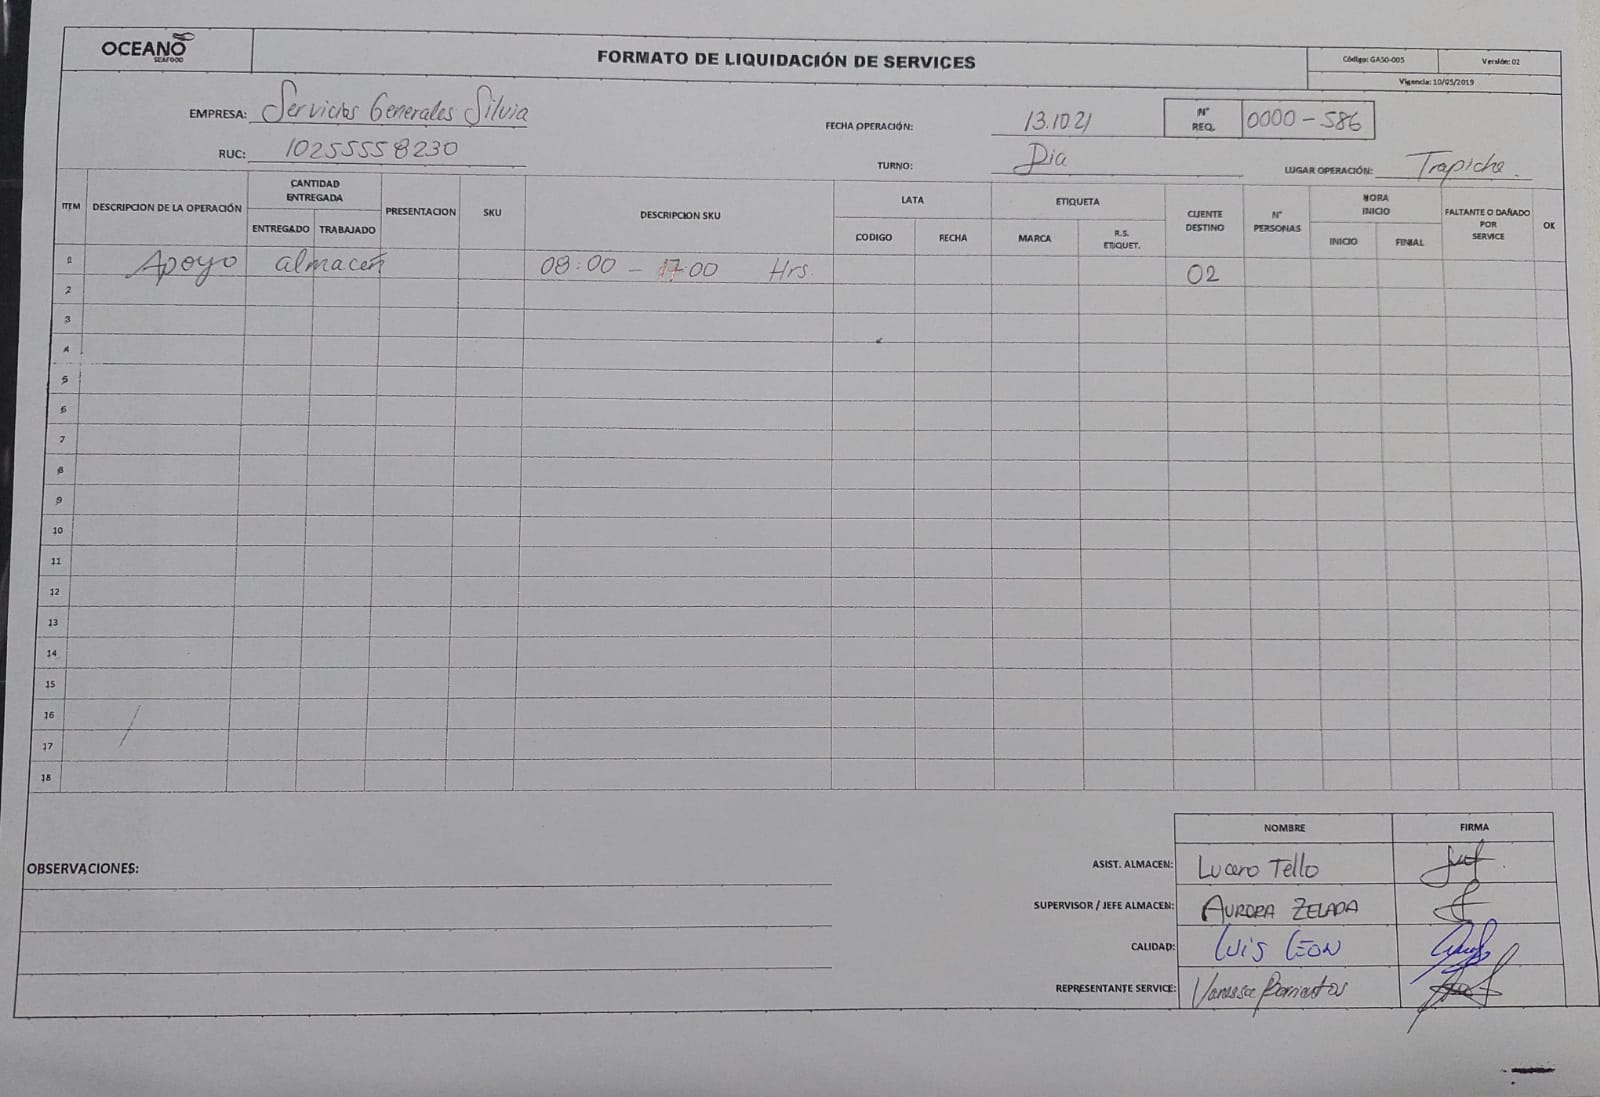 OCEANO
SEAFOOD
FORMATO DE LIQUIDACIÓN DE SERVICES
Código: GASO-005
Versión: 02
Vigencia: 10/05/2019
EMPRESA: Servicios Generales Silvia
FECHA OPERACIÓN: 13.10.21
N° REQ. 0000-586
RUC: 10255558230
TURNO: Dia
LUGAR OPERACIÓN: Trapiche.
ITEM
DESCRIPCION DE LA OPERACIÓN
CANTIDAD ENTREGADA
ENTREGADO
TRABAJADO
PRESENTACION
SKU
DESCRIPCION SKU
LATA
CODIGO
FECHA
ETIQUETA
MARCA
R.S. ETIQUET.
CLIENTE DESTINO
N° PERSONAS
HORA INICIO
INICIO
FINIAL
FALTANTE O DAÑADO POR SERVICE
OK
1 Apoyo almacen 08:00 - 17:00 Hrs. 02
2
3
4
5
6
7
8
9
10
11
12
13
14
15
16
17
18
NOMBRE FIRMA
OBSERVACIONES:
ASIST. ALMACEN: Lucero Tello
SUPERVISOR / JEFE ALMACEN: AURORA ZELADA
CALIDAD: LUIS LEON
REPRESENTANTE SERVICE: Vanessa Barrientos